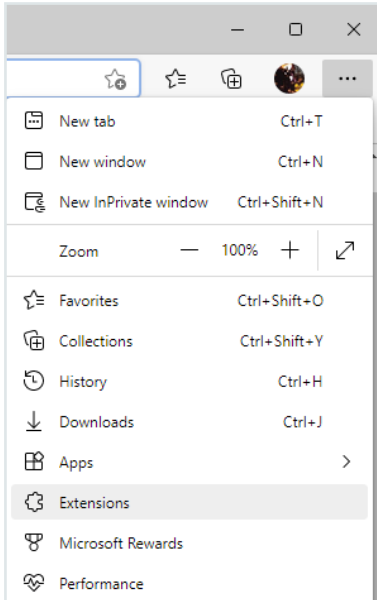 New tab Ctrl+T
New window Ctrl+N
New InPrivate window Ctrl+Shift+N
Zoom 100%
Favorites Ctrl+Shift+O
Collections Ctrl+Shift+Y
History Ctrl+H
Downloads Ctrl+J
Apps
Extensions
Microsoft Rewards
Performance